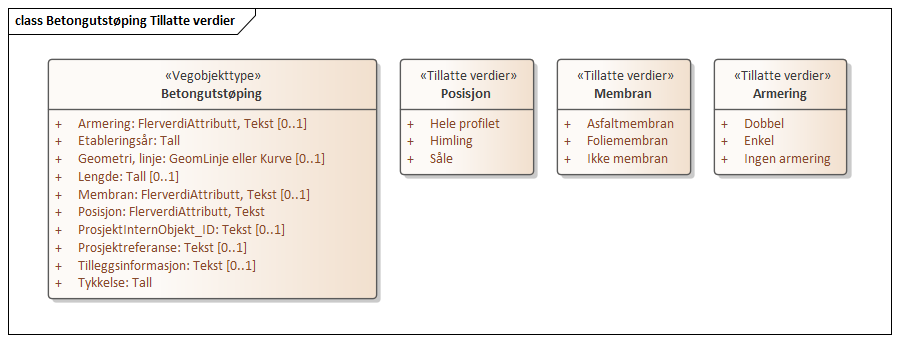 class Betongutstøping Tillatte verdier
«Vegobjekttype»
Betongutstøping
+ Armering: FlerverdiAttributt, Tekst [0..1]
+ Etableringsår: Tall
+ Geometri, linje: GeomLinje eller Kurve [0..1]
+ Lengde: Tall [0..1]
+ Membran: FlerverdiAttributt, Tekst [0..1]
+ Posisjon: FlerverdiAttributt, Tekst
+ ProsjektInternObjekt_ID: Tekst [0..1]
+ Prosjektreferanse: Tekst [0..1]
+ Tilleggsinformasjon: Tekst [0..1]
+ Tykkelse: Tall
«Tillatte verdier»
Posisjon
+ Hele profilet
+ Himling
+ Såle
«Tillatte verdier»
Membran
+ Asfaltmembran
+ Foliemembran
+ Ikke membran
«Tillatte verdier»
Armering
+ Dobbel
+ Enkel
+ Ingen armering